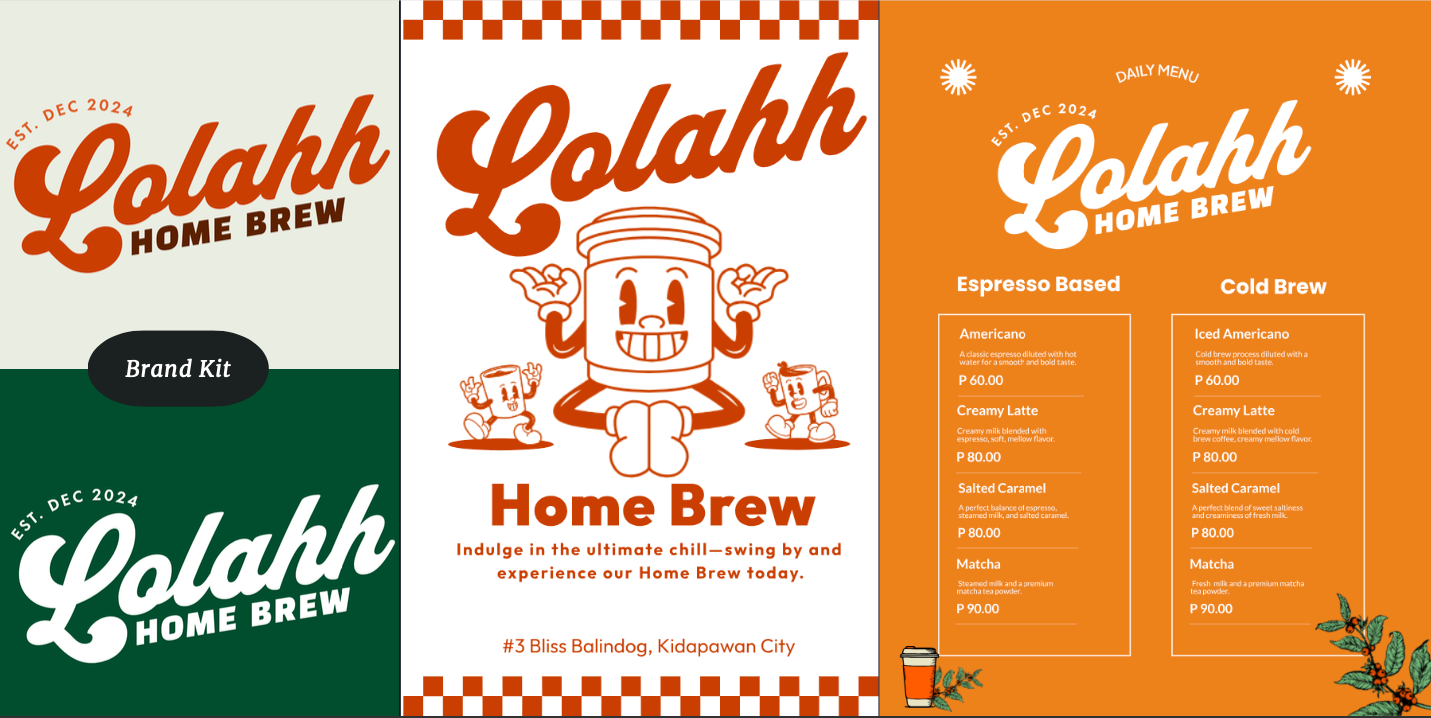 EST. DEC 2024
Lolahh
HOME BREW
Brand Kit
EST. DEC 2024
Lolahh
HOME BREW
Lolahh
Home Brew
Indulge in the ultimate chill—swing by and
experience our Home Brew today.
#3 Bliss Balindog, Kidapawan City
DAILY MENU
EST. DEC 2024
Lolahh
HOME BREW
Espresso Based
Americano
A classic espresso diluted with hot
water for a smooth and bold taste.
P 60.00
Creamy Latte
Creamy milk blended with
espresso, soft, mellow flavor.
P 80.00
Salted Caramel
A perfect balance of espresso,
steamed milk, and salted caramel.
P 80.00
Matcha
Steamed milk and a premium
matcha tea powder.
P 90.00
Cold Brew
Iced Americano
Cold brew process diluted with a
smooth and bold taste.
P 60.00
Creamy Latte
Creamy milk blended with cold
brew coffee, creamy mellow flavor.
P 80.00
Salted Caramel
A perfect blend of sweet saltiness
and creaminess of fresh milk.
P 80.00
Matcha
Fresh milk and a premium matcha
tea powder.
P 90.00